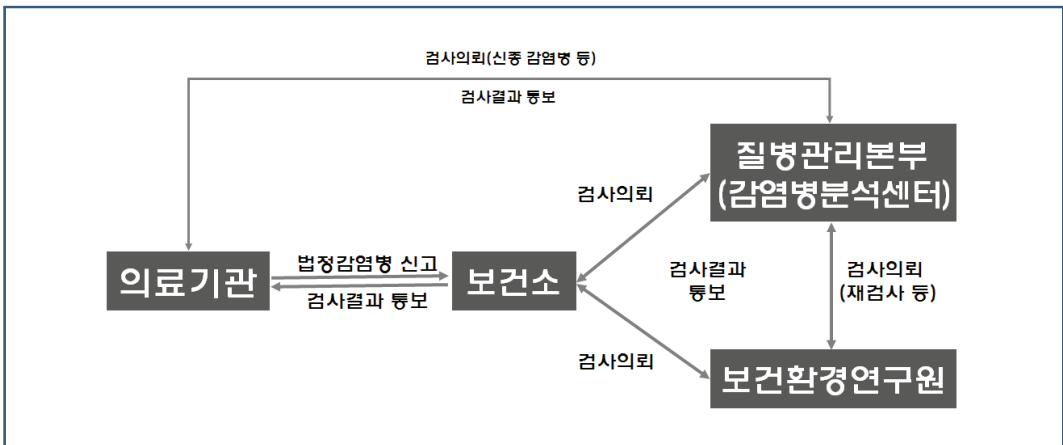 검사의뢰(신종 감염병 등)
검사결과 통보
질병관리본부
(감염병분석센터)
검사의뢰
의료기관
법정감염병 신고
검사결과 통보
보건소
검사결과
통보
검사의뢰
(재검사 등)
검사의뢰
보건환경연구원